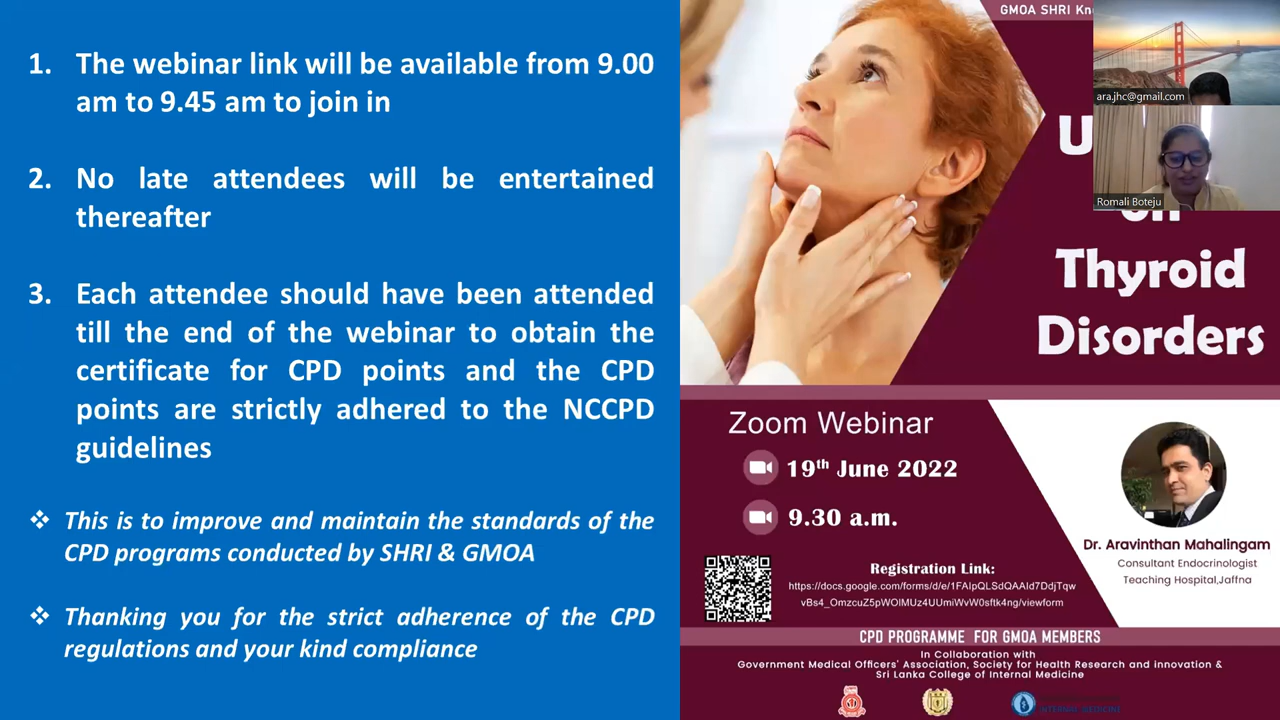 1. The webinar link will be available from 9.00
am to 9.45 am to join in
2. No late attendees will be entertained
thereafter
3. Each attendee should have been attended
till the end of the webinar to obtain the
certificate for CPD points and the CPD
points are strictly adhered to the NCCPD
guidelines
❖ This is to improve and maintain the standards of the
CPD programs conducted by SHRI & GMOA
❖ Thanking you for the strict adherence of the CPD
regulations and your kind compliance
GMOA SHRI
ara.jhc@gmail.com
Romali Boteju
on
Thyroid
Disorders
Zoom Webinar
19th June 2022
9.30 a.m.
Registration Link:
https://docs.google.com/forms/d/e/1FAIpQLSdQAAId7DdjTqw
vBs4_OmzcuZ5pWOlMUz4UUmiWvW0sftk4ng/viewform
Dr. Aravinthan Mahalingam
Consultant Endocrinologist
Teaching Hospital,Jaffna
CPD PROGRAMME FOR GMOA MEMBERS
In Collaboration with
Government Medical Officers' Association, Society for Health Research and innovation &
Sri Lanka College of Internal Medicine
INTERNAL MEDICINE